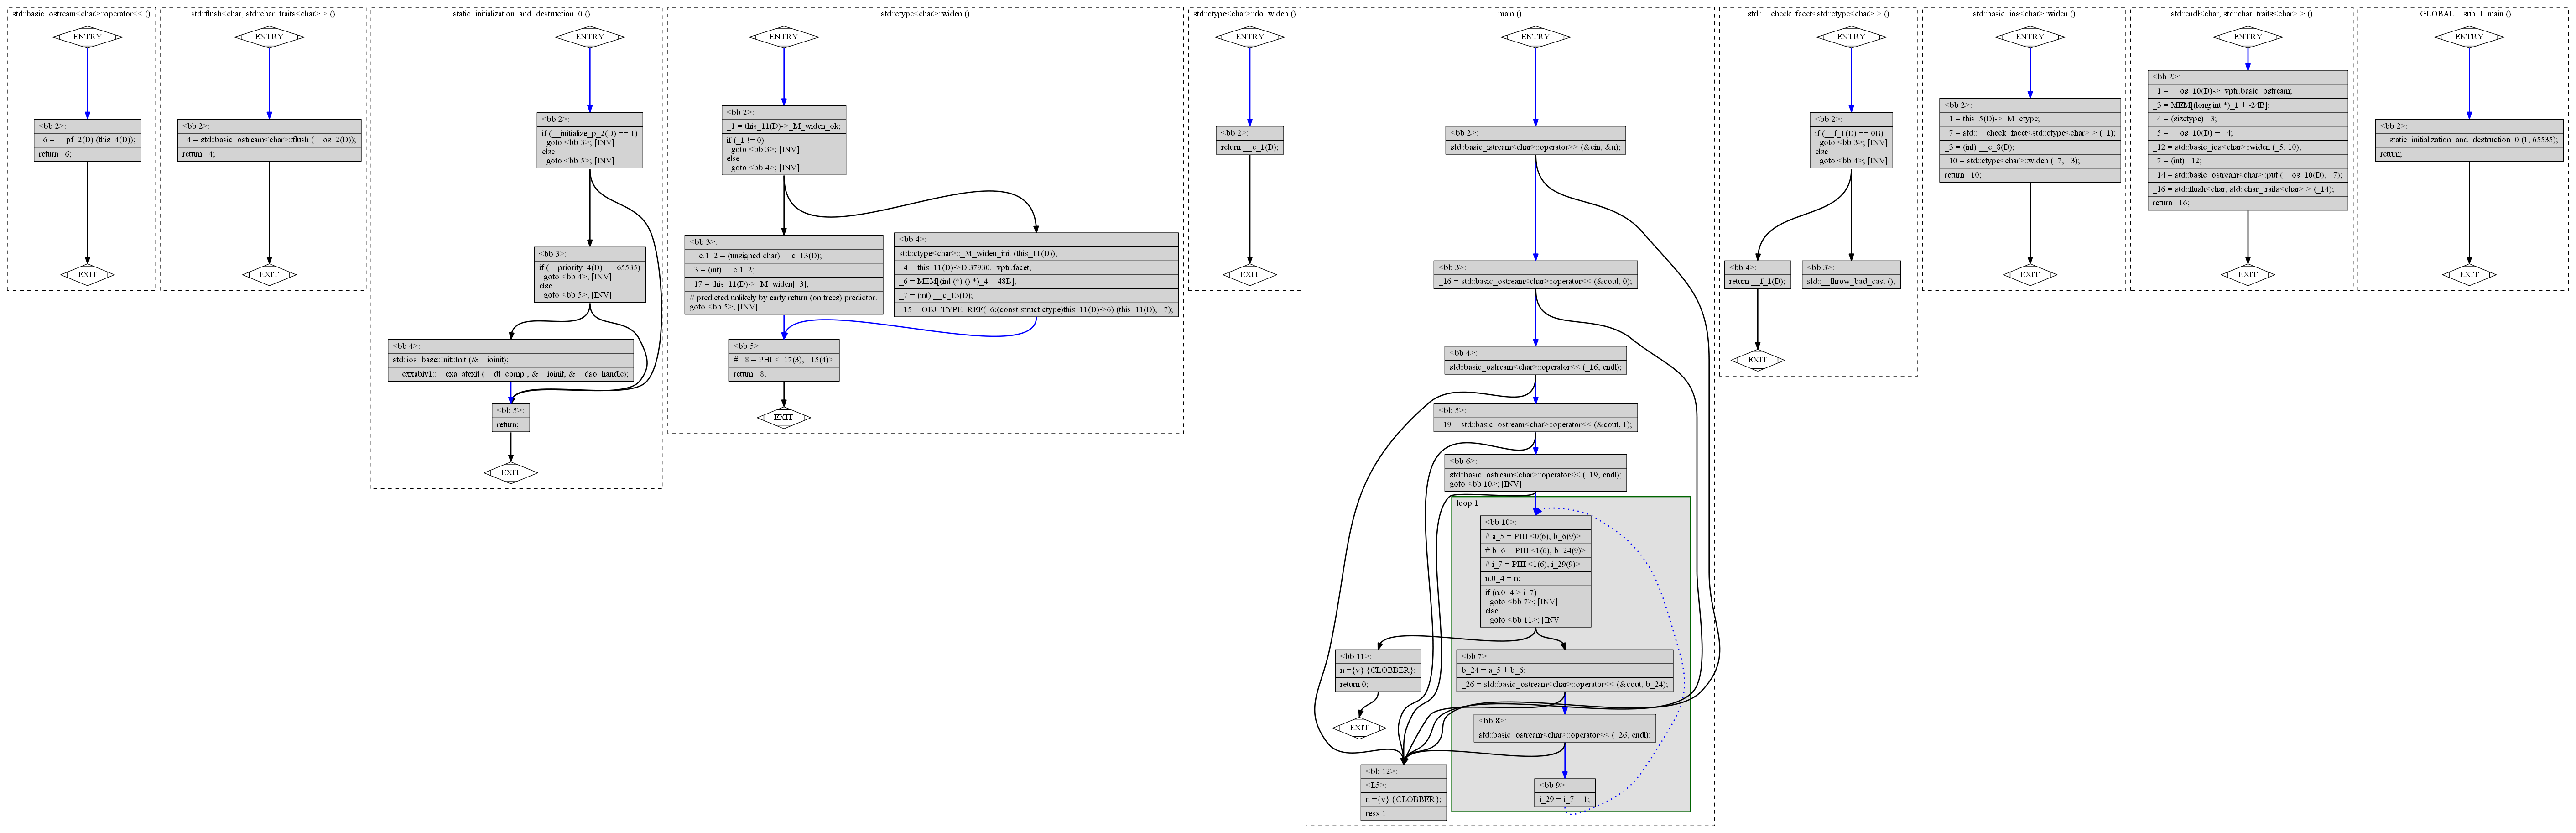 std::basic_ostream<char>::operator<< ()
ENTRY
<bb 2>:
_6 = __pf_2(D) (this_4(D));
return _6;
EXIT
std::flush<char, std::char_traits<char> > ()
ENTRY
<bb 2>:
_4 = std::basic_ostream<char>::flush (__os_2(D));
return _4;
EXIT
__static_initialization_and_destruction_0 ()
ENTRY
<bb 2>:
if (__initialize_p_2(D) == 1)
goto <bb 3>; [INV]
else
goto <bb 5>; [INV]
<bb 3>:
if (__priority_4(D) == 65535)
goto <bb 4>; [INV]
else
goto <bb 5>; [INV]
<bb 4>:
std::ios_base::Init::Init (&__ioinit);
__cxxabiv1::__cxa_atexit (__dt_comp , &__ioinit, &__dso_handle);
<bb 5>:
return;
EXIT
std::ctype<char>::widen ()
ENTRY
<bb 2>:
_1 = this_11(D)->_M_widen_ok;
if (_1 != 0)
goto <bb 3>; [INV]
else
goto <bb 4>; [INV]
<bb 3>:
__c.1_2 = (unsigned char) __c_13(D);
_3 = (int) __c.1_2;
_17 = this_11(D)->_M_widen[_3];
// predicted unlikely by early return (on trees) predictor.
goto <bb 5>; [INV]
<bb 4>:
std::ctype<char>::_M_widen_init (this_11(D));
_4 = this_11(D)->D.37930._vptr.facet;
_6 = MEM[(int (*) () *)_4 + 48B];
_7 = (int) __c_13(D);
_15 = OBJ_TYPE_REF(_6;(const struct ctype)this_11(D)->6) (this_11(D), _7);
<bb 5>:
# _8 = PHI <_17(3), _15(4)>
return _8;
EXIT
std::ctype<char>::do_widen ()
ENTRY
<bb 2>:
return __c_1(D);
EXIT
main ()
ENTRY
<bb 2>:
std::basic_istream<char>::operator>> (&cin, &n);
<bb 3>:
_16 = std::basic_ostream<char>::operator<< (&cout, 0);
<bb 4>:
std::basic_ostream<char>::operator<< (_16, endl);
<bb 5>:
_19 = std::basic_ostream<char>::operator<< (&cout, 1);
<bb 6>:
std::basic_ostream<char>::operator<< (_19, endl);
goto <bb 10>; [INV]
loop 1
<bb 10>:
# a_5 = PHI <0(6), b_6(9)>
# b_6 = PHI <1(6), b_24(9)>
# i_7 = PHI <1(6), i_29(9)>
n.0_4 = n;
if (n.0_4 > i_7)
goto <bb 7>; [INV]
else
goto <bb 11>; [INV]
<bb 11>:
n ={v} {CLOBBER};
return 0;
EXIT
<bb 7>:
b_24 = a_5 + b_6;
_26 = std::basic_ostream<char>::operator<< (&cout, b_24);
<bb 8>:
std::basic_ostream<char>::operator<< (_26, endl);
<bb 12>:
<L5>:
n ={v} {CLOBBER};
resx 1
<bb 9>:
i_29 = i_7 + 1;
std::__check_facet<std::ctype<char> > ()
ENTRY
<bb 2>:
if (__f_1(D) == 0B)
goto <bb 3>; [INV]
else
goto <bb 4>; [INV]
<bb 4>:
return __f_1(D);
<bb 3>:
std::__throw_bad_cast ();
EXIT
std::basic_ios<char>::widen ()
ENTRY
<bb 2>:
_1 = this_5(D)->_M_ctype;
_7 = std::__check_facet<std::ctype<char> > (_1);
_3 = (int) __c_8(D);
_10 = std::ctype<char>::widen (_7, _3);
return _10;
EXIT
std::endl<char, std::char_traits<char> > ()
ENTRY
<bb 2>:
_1 = __os_10(D)->_vptr.basic_ostream;
_3 = MEM[(long int *)_1 + -24B];
_4 = (sizetype) _3;
_5 = __os_10(D) + _4;
_12 = std::basic_ios<char>::widen (_5, 10);
_7 = (int) _12;
_14 = std::basic_ostream<char>::put (__os_10(D), _7);
_16 = std::flush<char, std::char_traits<char> > (_14);
return _16;
EXIT
_GLOBAL__sub_I_main ()
ENTRY
<bb 2>:
__static_initialization_and_destruction_0 (1, 65535);
return;
EXIT